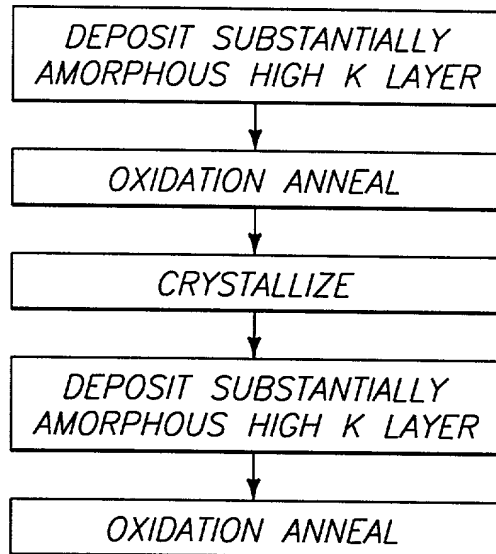 DEPOSIT SUBSTANTIALLY
AMORPHOUS HIGH K LAYER
OXIDATION ANNEAL
CRYSTALLIZE
DEPOSIT SUBSTANTIALLY
AMORPHOUS HIGH K LAYER
OXIDATION ANNEAL